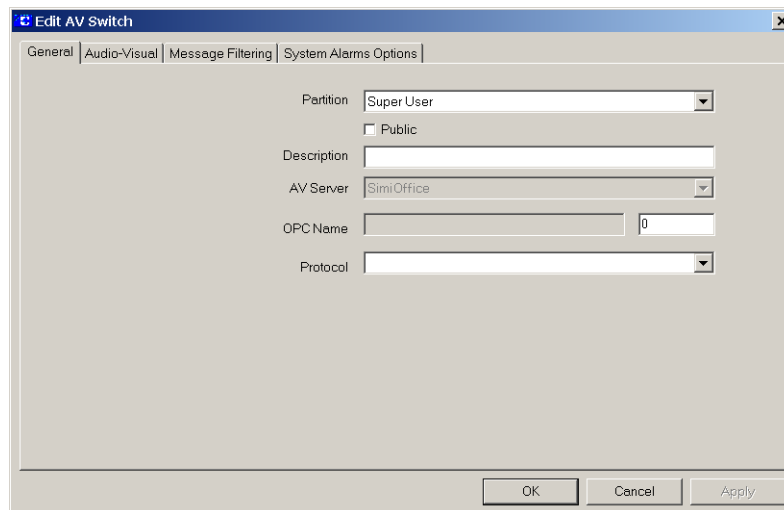 Edit AV Switch
General Audio-Visual Message Filtering System Alarms Options
Partition Super User
Public
Description
AV Server SimiOffice
OPC Name 0
Protocol
OK Cancel Apply